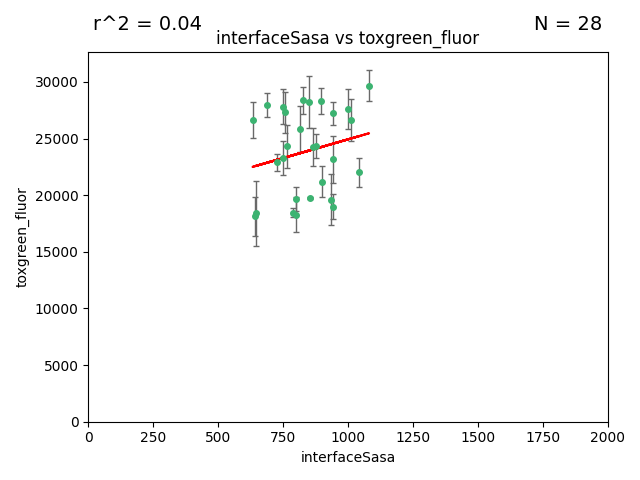 r^2 = 0.04
N = 28
interfaceSasa vs toxgreen_fluor
30000
25000
20000
15000
10000
5000
0
toxgreen_fluor
0 250 500 750 1000 1250 1500 1750 2000
interfaceSasa